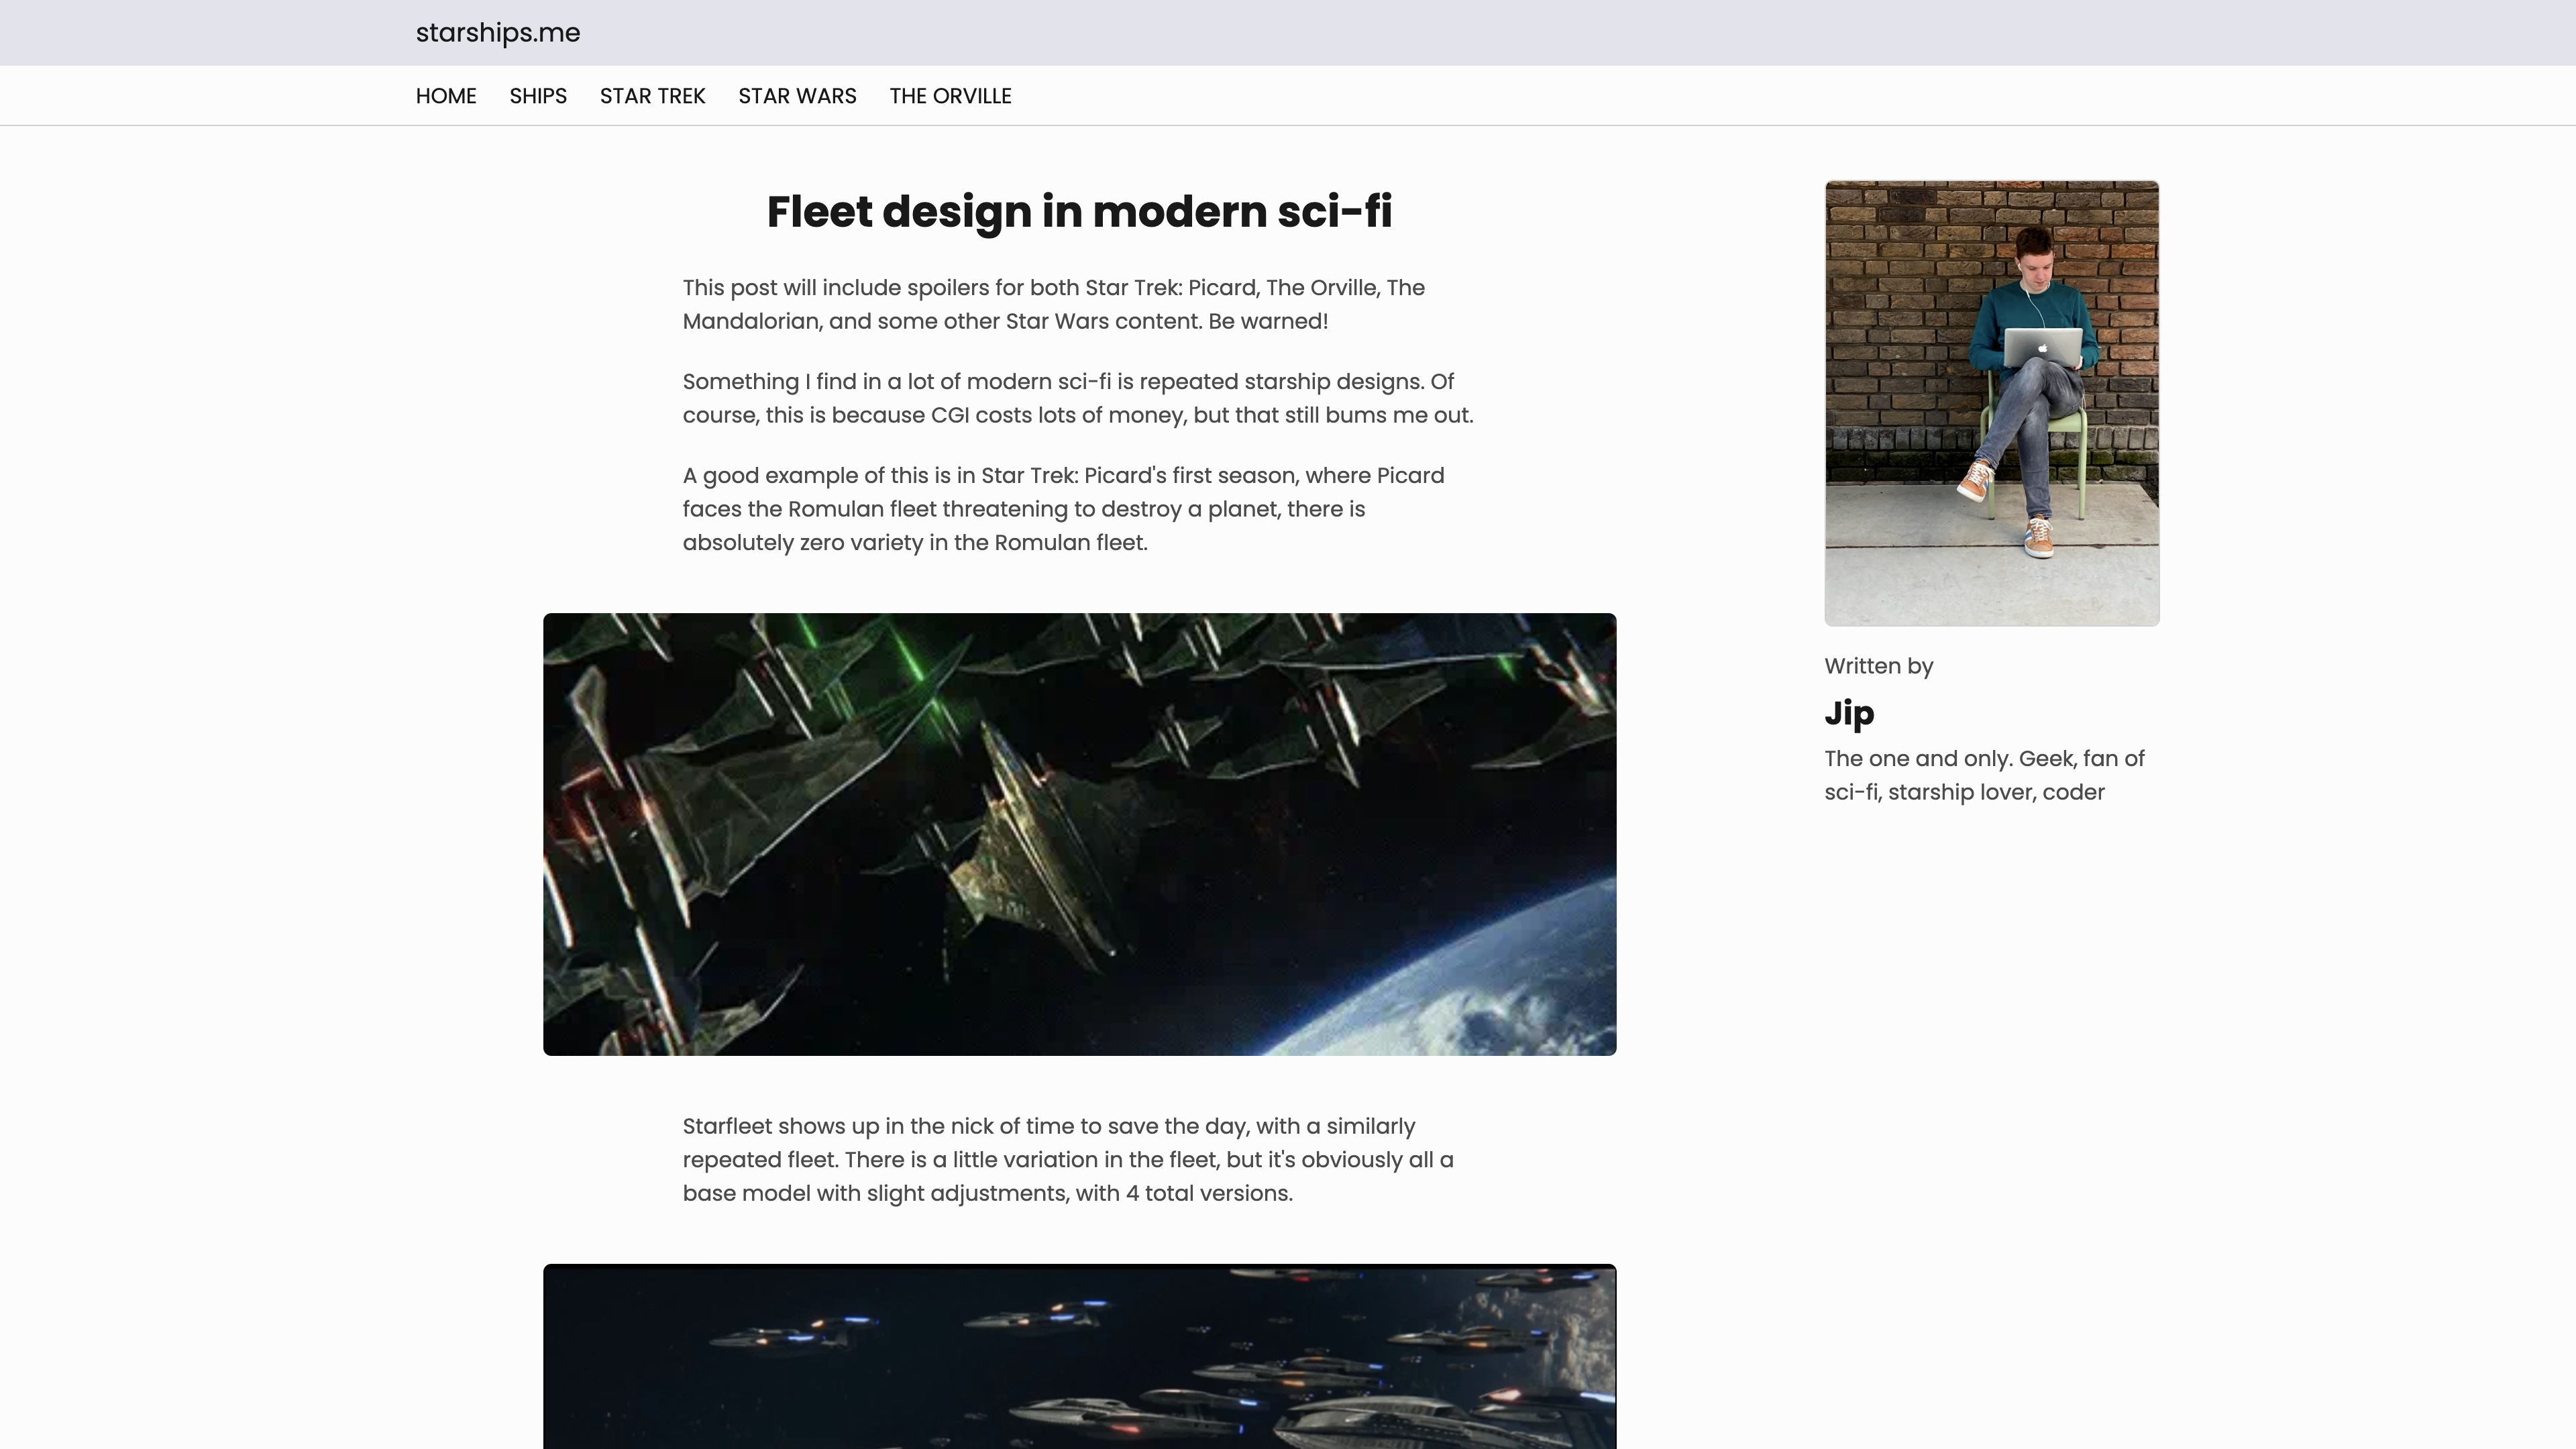 starships.me
HOME SHIPS STAR TREK STAR WARS THE ORVILLE
Fleet design in modern sci-fi
This post will include spoilers for both Star Trek: Picard, The Orville, The
Mandalorian, and some other Star Wars content. Be warned!
Something I find in a lot of modern sci-fi is repeated starship designs. Of
course, this is because CGI costs lots of money, but that still bums me out.
A good example of this is in Star Trek: Picard's first season, where Picard
faces the Romulan fleet threatening to destroy a planet, there is
absolutely zero variety in the Romulan fleet.
Starfleet shows up in the nick of time to save the day, with a similarly
repeated fleet. There is a little variation in the fleet, but it's obviously all a
base model with slight adjustments, with 4 total versions.
Written by
Jip
The one and only. Geek, fan of
sci-fi, starship lover, coder